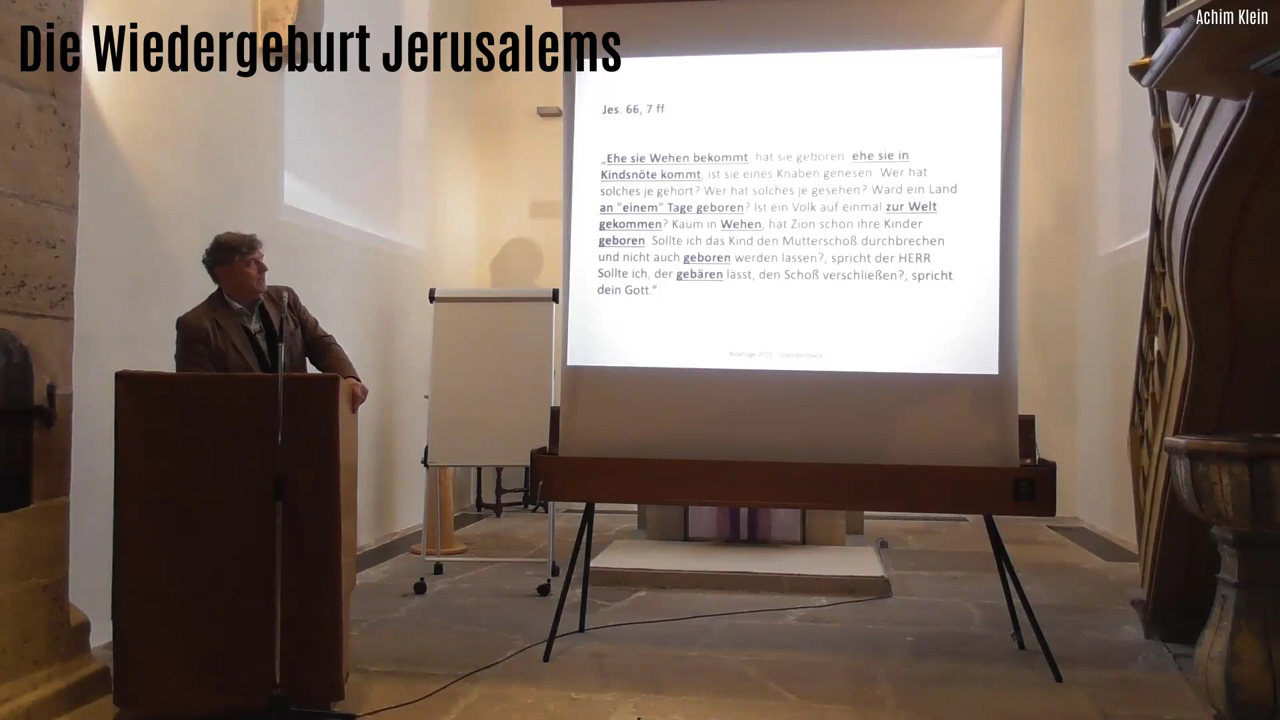 Die Wiedergeburt Jerusalems
Achim Klein
Jes. 66, 7 ff.
„Ehe sie Wehen bekommt, hat sie geboren; ehe sie in
Kindsnöte kommt, ist sie eines Knaben genesen. Wer hat
solches je gehört? Wer hat solches je gesehen? Ward ein Land
an "einem" Tage geboren? Ist ein Volk auf einmal zur Welt
gekommen? Kaum in Wehen, hat Zion schon ihre Kinder
geboren. Sollte ich das Kind den Mutterschoß durchbrechen
und nicht auch geboren werden lassen?, spricht der HERR
Sollte ich, der gebären lässt, den Schoß verschließen?, spricht
dein Gott."